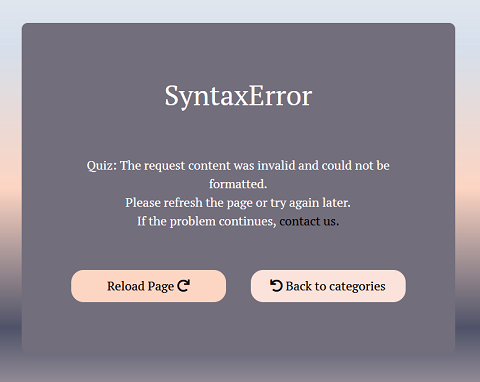 SyntaxError
Quiz: The request content was invalid and could not be
formatted.
Please refresh the page or try again later.
If the problem continues, contact us.
Reload Page
Back to categories